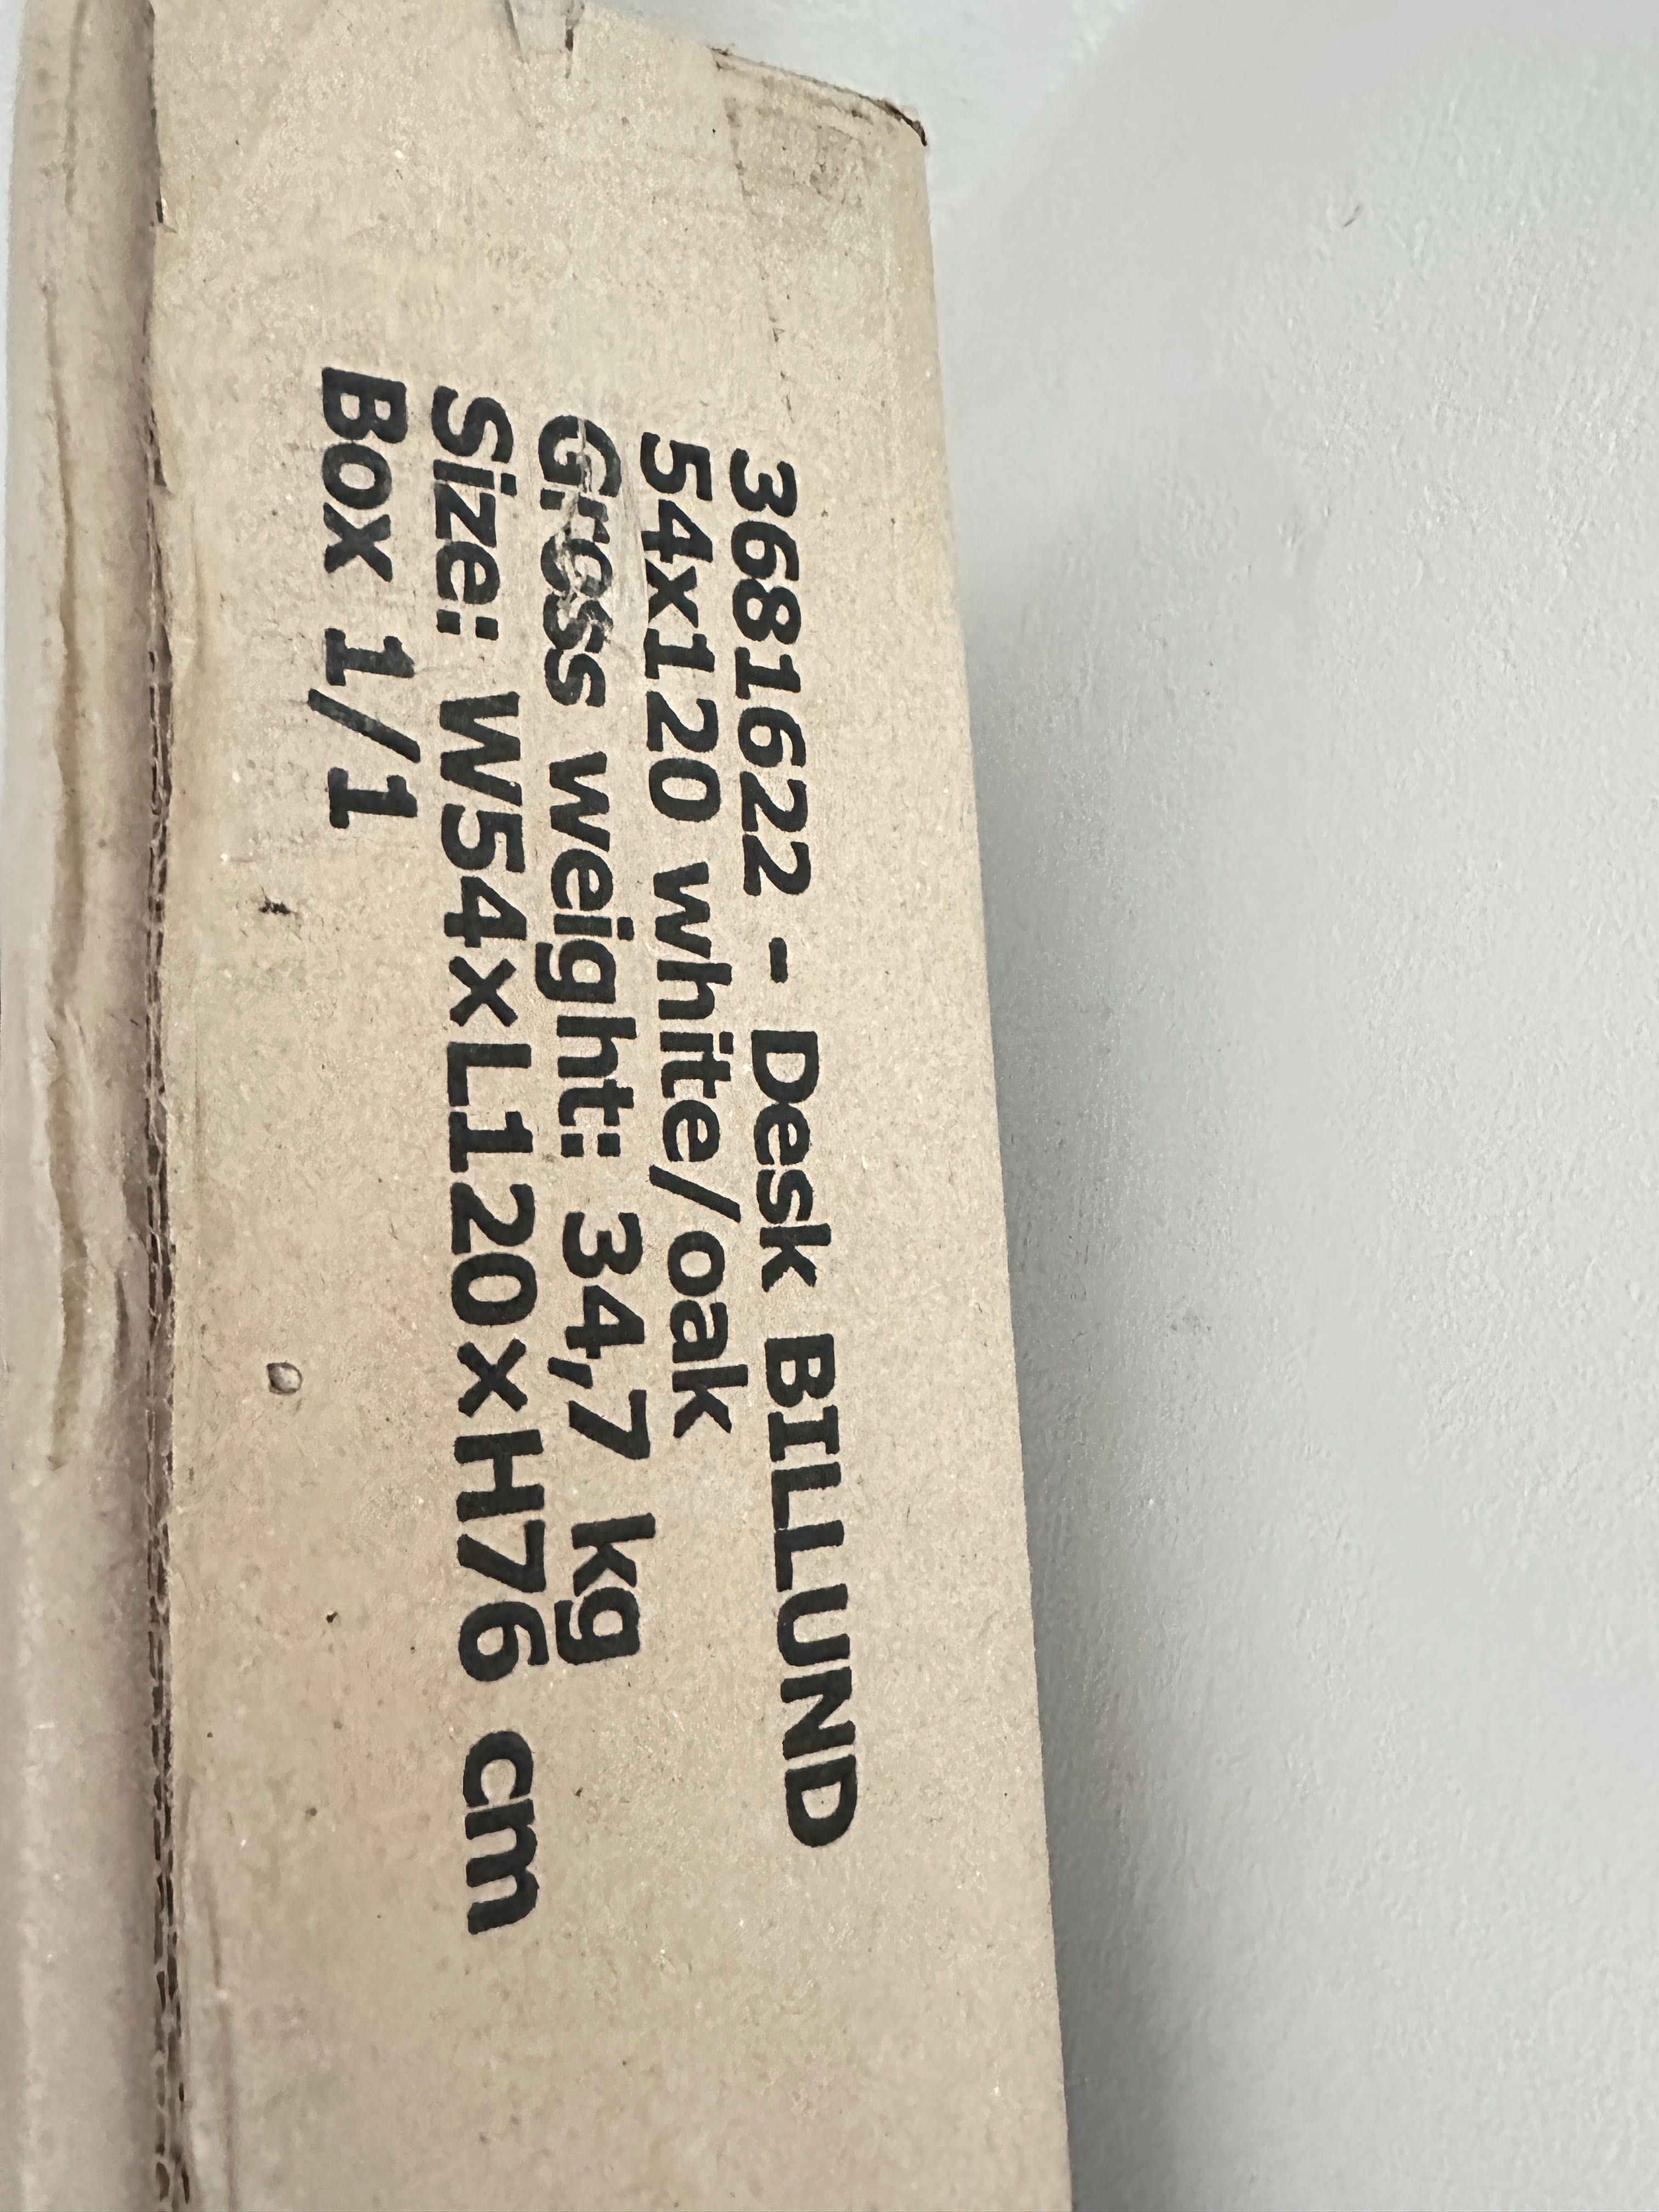 3681622 - Desk BILLUND
54x120 white/oak
Gross weight: 34,7 kg
Size: W54xL120xH76 cm
Box 1/1